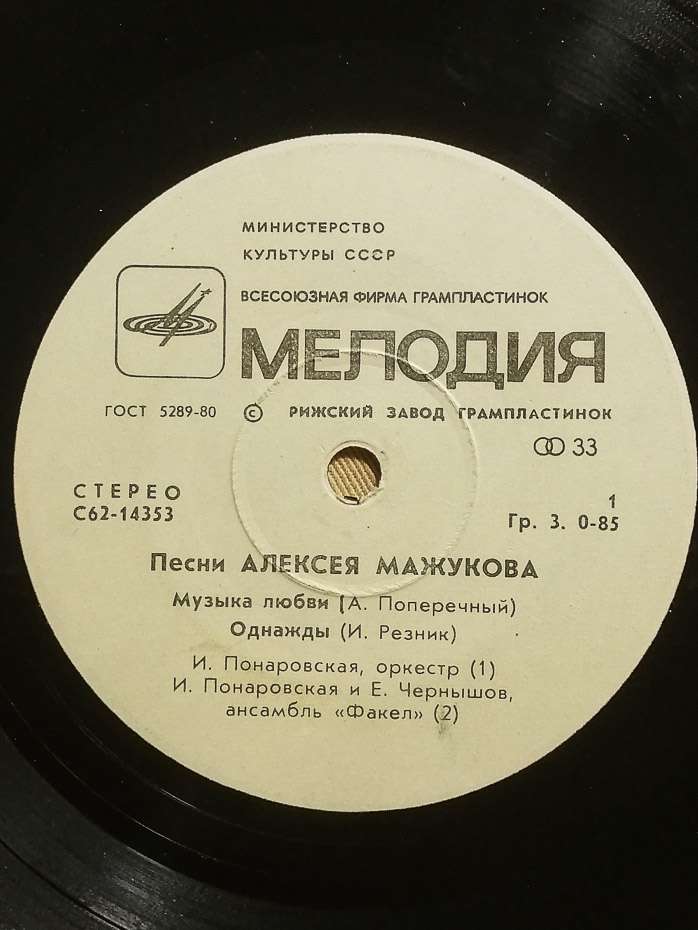 МИНИСТЕРСТВО
КУЛЬТУРЫ СССР
ВСЕСОЮЗНАЯ ФИРМА ГРАМПЛАСТИНОК
МЕЛОДИЯ
ГОСТ 5289-80 © РИЖСКИЙ ЗАВОД ГРАМПЛАСТИНОК
33
СТЕРЕО
С62-14353
1
Гр. 3. 0-85
Песни АЛЕКСЕЯ МАЖУКОВА
Музыка любви (А. Поперечный)
Однажды (И. Резник)
И. Понаровская, оркестр (1)
И. Понаровская и Е. Чернышов,
ансамбль «Факел» (2)